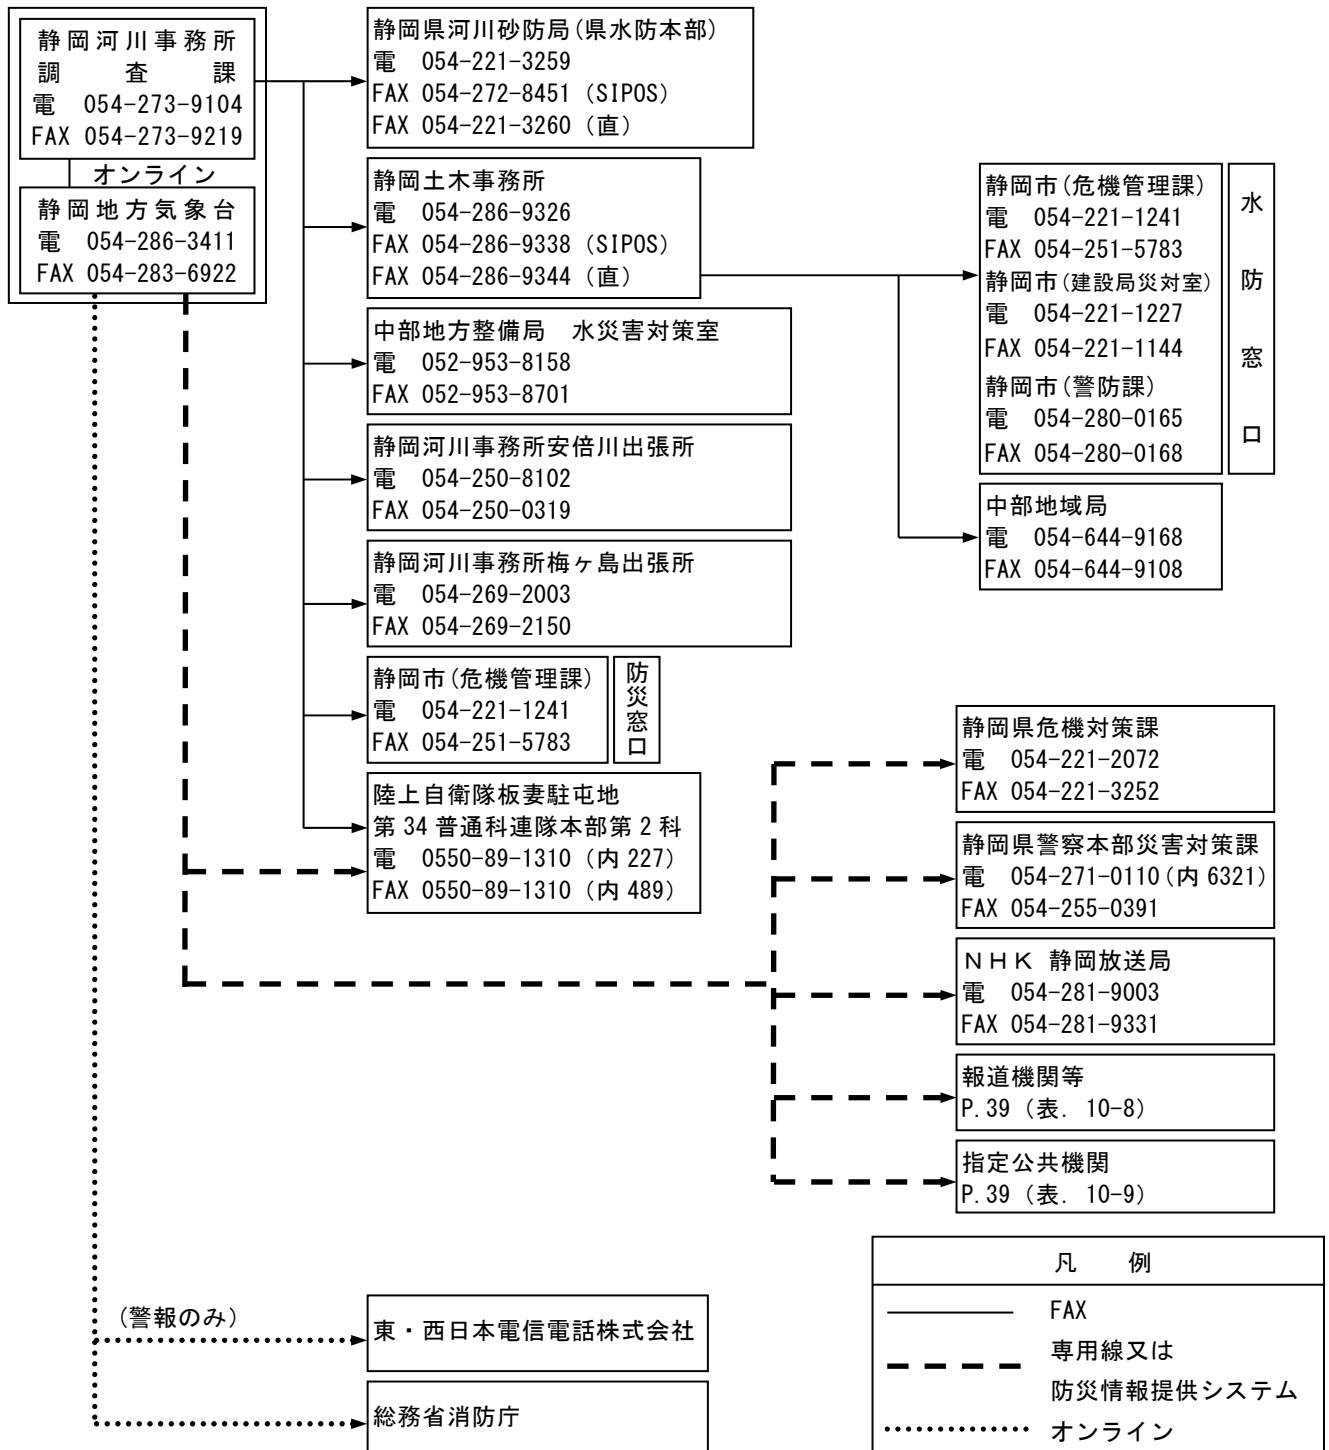 静岡河川事務所
調査課
電 054-273-9104
FAX 054-273-9219
オンライン
静岡地方気象台
電 054-286-3411
FAX 054-283-6922
静岡県河川砂防局(県水防本部)
電 054-221-3259
FAX 054-272-8451 (SIPOS)
FAX 054-221-3260 (直)
静岡土木事務所
電 054-286-9326
FAX 054-286-9338 (SIPOS)
FAX 054-286-9344 (直)
中部地方整備局 水災害対策室
電 052-953-8158
FAX 052-953-8701
静岡河川事務所安倍川出張所
電 054-250-8102
FAX 054-250-0319
静岡河川事務所梅ヶ島出張所
電 054-269-2003
FAX 054-269-2150
静岡市(危機管理課)
電 054-221-1241
FAX 054-251-5783
防災窓口
陸上自衛隊板妻駐屯地
第34普通科連隊本部第2科
電 0550-89-1310 (内227)
FAX 0550-89-1310 (内489)
静岡市(危機管理課)
電 054-221-1241
FAX 054-251-5783
静岡市(建設局災対室)
電 054-221-1227
FAX 054-221-1144
静岡市(警防課)
電 054-280-0165
FAX 054-280-0168
水防窓口
中部地域局
電 054-644-9168
FAX 054-644-9108
静岡県危機対策課
電 054-221-2072
FAX 054-221-3252
静岡県警察本部災害対策課
電 054-271-0110(内6321)
FAX 054-255-0391
NHK 静岡放送局
電 054-281-9003
FAX 054-281-9331
報道機関等
P.39 (表. 10-8)
指定公共機関
P.39 (表. 10-9)
(警報のみ)
東・西日本電信電話株式会社
総務省消防庁
凡例
FAX
専用線又は
防災情報提供システム
オンライン